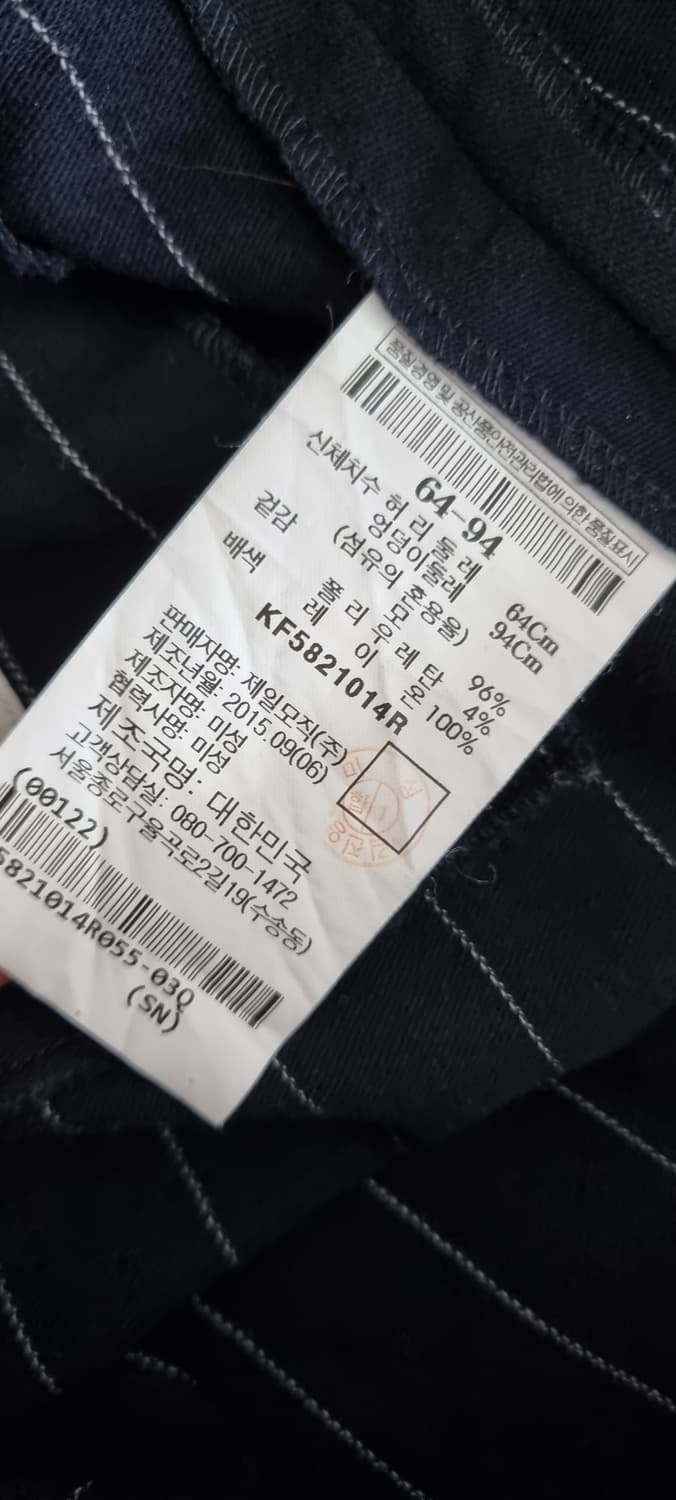 품질경영 및 공산품안전관리법에 의한 품질표시
64-94
신체치수 허리둘레 64Cm
엉덩이둘레 94Cm
(섬유의 혼용율)
겉감 모 96%
폴리우레탄 4%
배색 레이온 100%
KF5821014R
판매자명: 제일모직(주)
제조년월: 2015.09(06)
제조자명: 미성
협력사명: 미성
제조국명: 대한민국
고객상담실: 080-700-1472
서울종로구율곡로2길19(수송동)
(00122)
5821014R055-03Q
(SN)